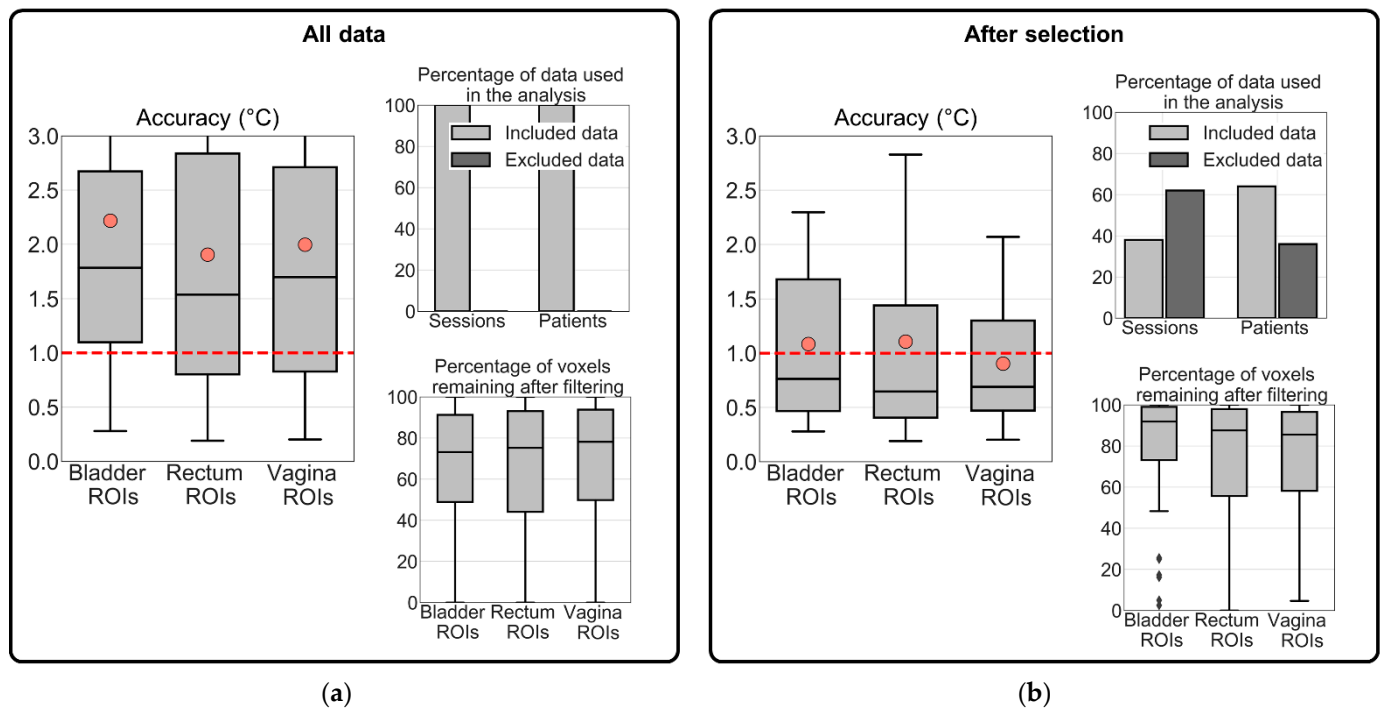 All data
Accuracy (°C)
3.0
2.5
2.0
1.5
1.0
0.5
0.0
Bladder
ROIs
Rectum
ROIs
Vagina
ROIs
Percentage of data used
in the analysis
100
80
60
40
20
0
Included data
Excluded data
Sessions
Patients
Percentage of voxels
remaining after filtering
100
80
60
40
20
0
Bladder
ROIs
Rectum
ROIs
Vagina
ROIs
(a)
After selection
Accuracy (°C)
3.0
2.5
2.0
1.5
1.0
0.5
0.0
Bladder
ROIs
Rectum
ROIs
Vagina
ROIs
Percentage of data used
in the analysis
100
80
60
40
20
0
Included data
Excluded data
Sessions
Patients
Percentage of voxels
remaining after filtering
100
80
60
40
20
0
Bladder
ROIs
Rectum
ROIs
Vagina
ROIs
(b)